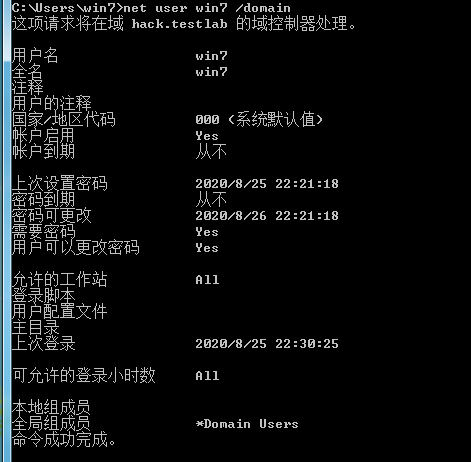 C:\Users\win7>net user win7 /domain
这项请求将在域 hack.testlab 的域控制器处理。
用户名 win7
全名 win7
注释
用户的注释
国家/地区代码 000 (系统默认值)
帐户启用 Yes
帐户到期 从不
上次设置密码 2020/8/25 22:21:18
密码到期 从不
密码可更改 2020/8/26 22:21:18
需要密码 Yes
用户可以更改密码 Yes
允许的工作站 All
登录脚本
用户配置文件
主目录
上次登录 2020/8/25 22:30:25
可允许的登录小时数 All
本地组成员
全局组成员 *Domain Users
命令成功完成。